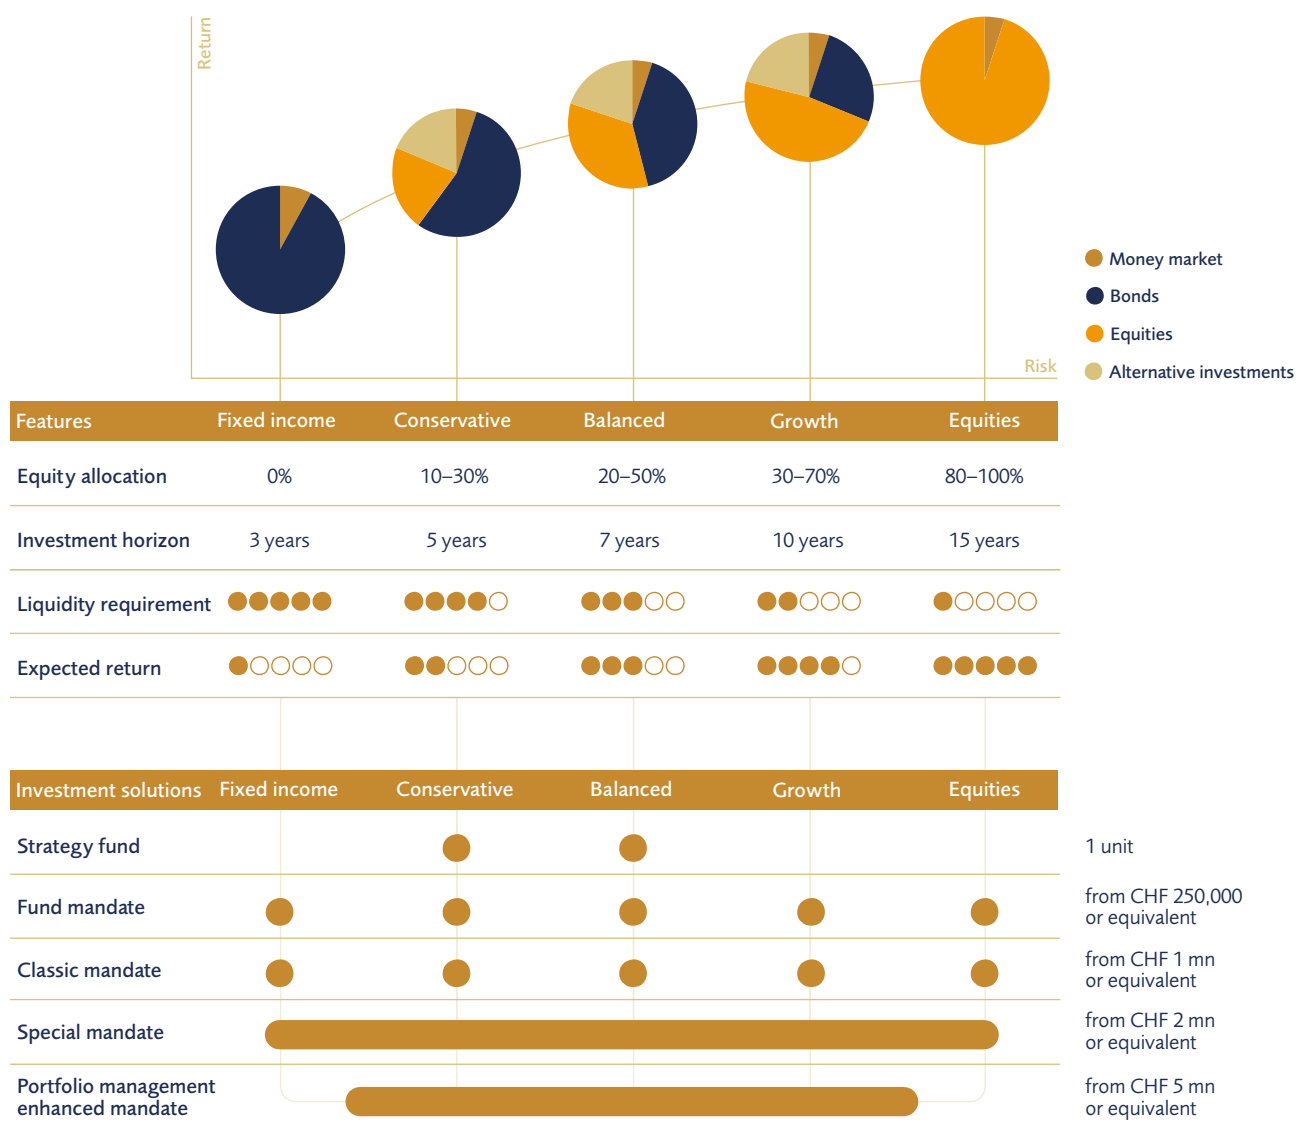 Return
Risk
Money market
Bonds
Equities
Alternative investments
Features Fixed income Conservative Balanced Growth Equities
Equity allocation 0% 10–30% 20–50% 30–70% 80–100%
Investment horizon 3 years 5 years 7 years 10 years 15 years
Liquidity requirement
Expected return
Investment solutions Fixed income Conservative Balanced Growth Equities
Strategy fund 1 unit
Fund mandate
from CHF 250,000
or equivalent
Classic mandate
from CHF 1 mn
or equivalent
Special mandate
from CHF 2 mn
or equivalent
Portfolio management
enhanced mandate
from CHF 5 mn
or equivalent